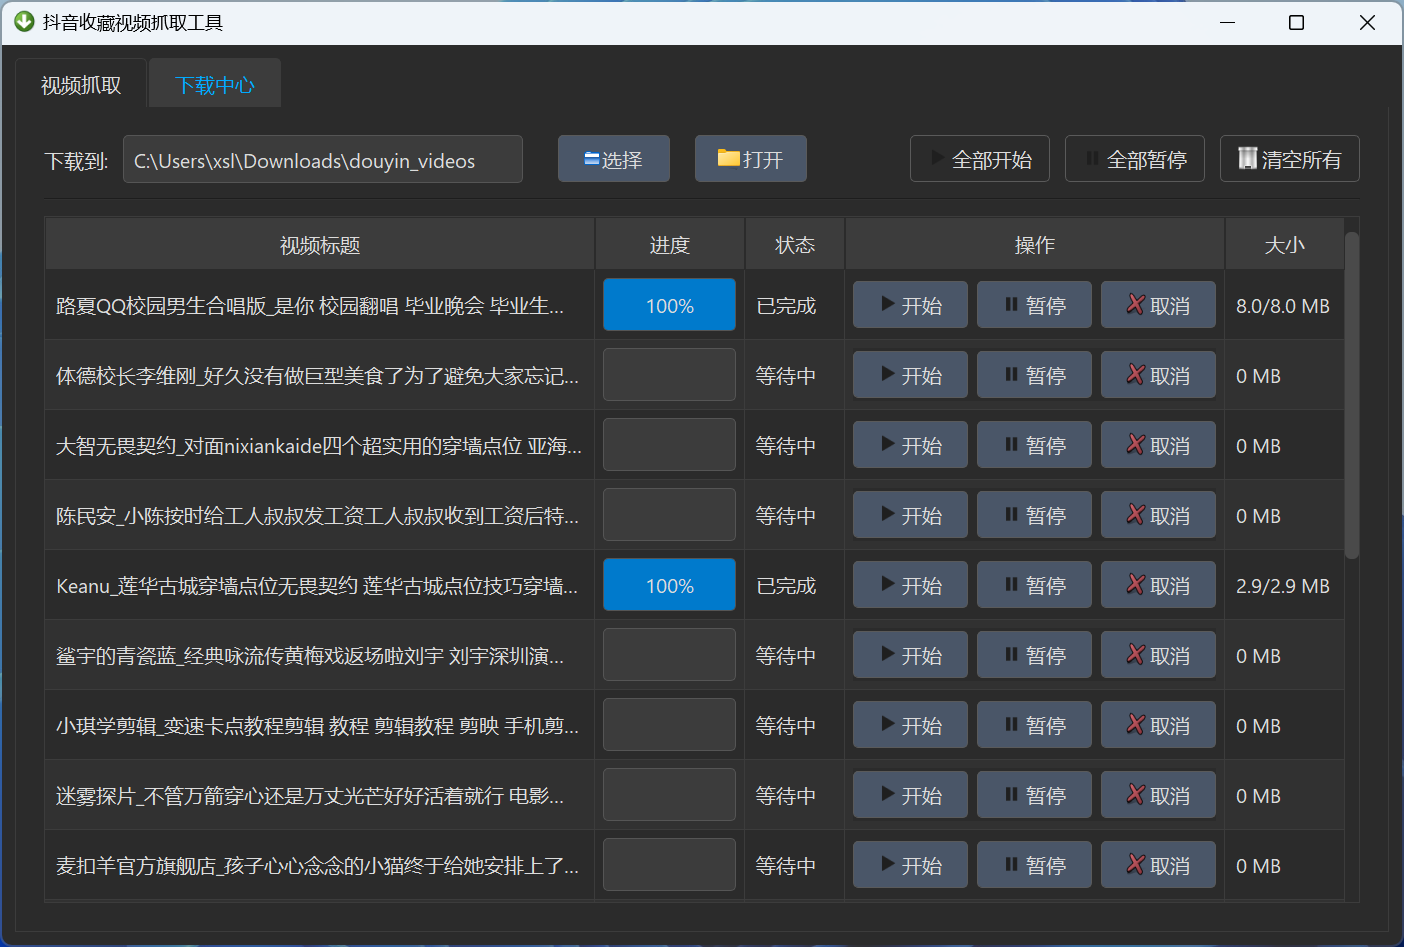 抖音收藏视频抓取工具
视频抓取 下载中心
下载到: C:\Users\xsl\Downloads\douyin_videos 选择 打开 全部开始 全部暂停 清空所有
视频标题 进度 状态 操作 大小
路夏QQ校园男生合唱版_是你 校园翻唱 毕业晚会 毕业生... 100% 已完成 开始 暂停 取消 8.0/8.0 MB
体德校长李维刚_好久没有做巨型美食了为了避免大家忘记... 等待中 开始 暂停 取消 0 MB
大智无畏契约_对面nixiankaide四个超实用的穿墙点位 亚海... 等待中 开始 暂停 取消 0 MB
陈民安_小陈按时给工人叔叔发工资工人叔叔收到工资后特... 等待中 开始 暂停 取消 0 MB
Keanu_莲华古城穿墙点位无畏契约 莲华古城点位技巧穿墙... 100% 已完成 开始 暂停 取消 2.9/2.9 MB
鲨宇的青瓷蓝_经典咏流传黄梅戏返场啦刘宇 刘宇深圳演... 等待中 开始 暂停 取消 0 MB
小琪学剪辑_变速卡点教程剪辑 教程 剪辑教程 剪映 手机剪... 等待中 开始 暂停 取消 0 MB
迷雾探片_不管万箭穿心还是万丈光芒好好活着就行 电影... 等待中 开始 暂停 取消 0 MB
麦扣羊官方旗舰店_孩子心心念念的小猫终于给她安排上了... 等待中 开始 暂停 取消 0 MB